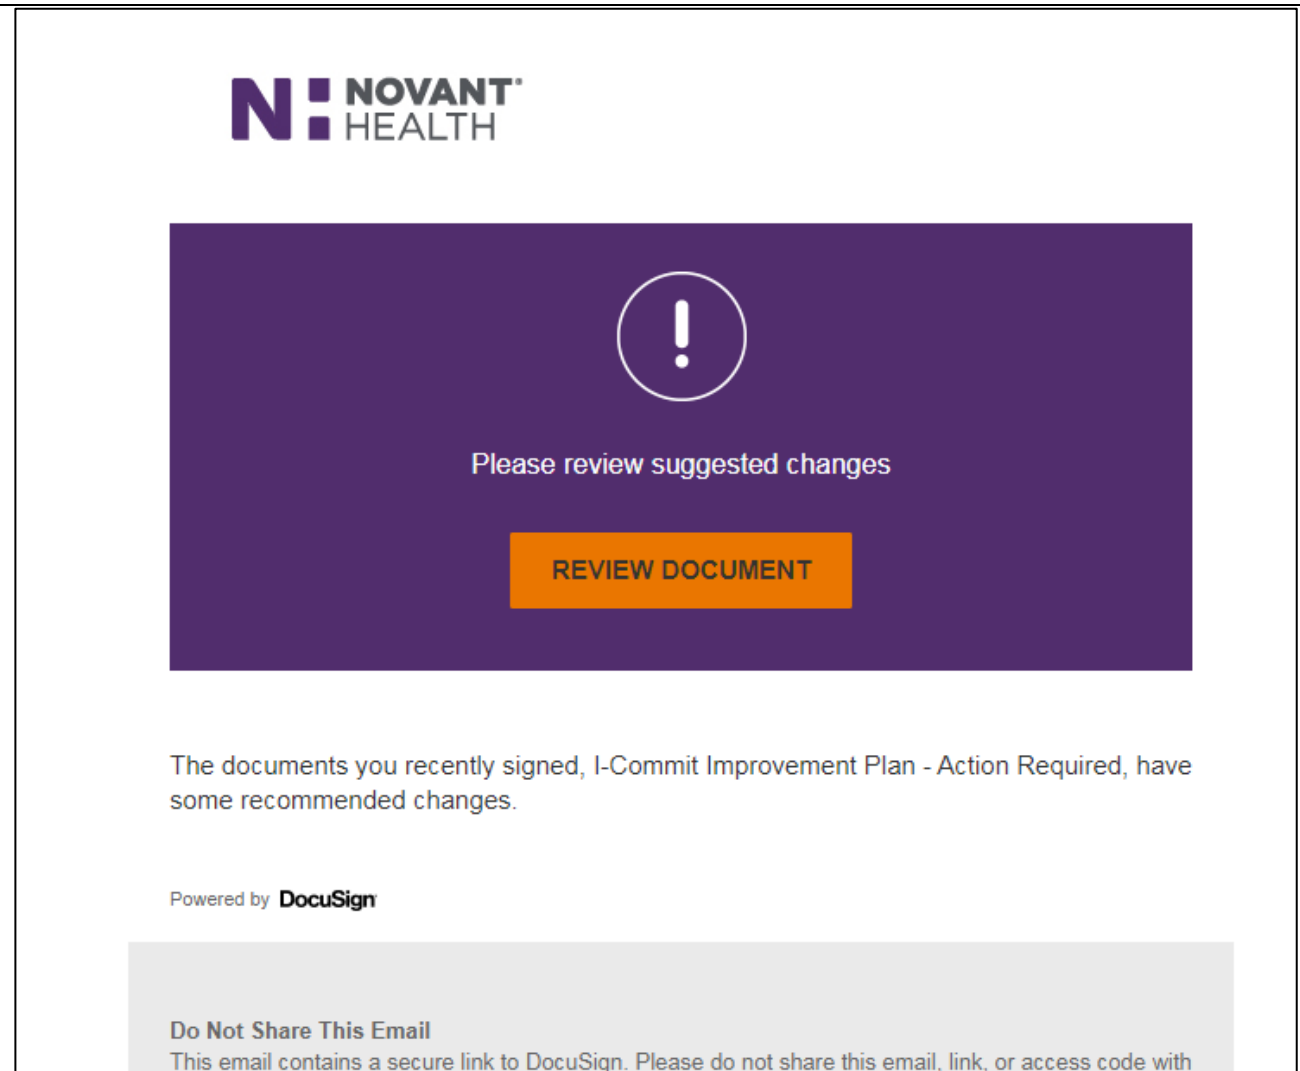 NOVANT
HEALTH
Please review suggested changes
REVIEW DOCUMENT
The documents you recently signed, I-Commit Improvement Plan - Action Required, have
some recommended changes.
Powered by DocuSign
Do Not Share This Email
This email contains a secure link to DocuSign. Please do not share this email, link, or access code with